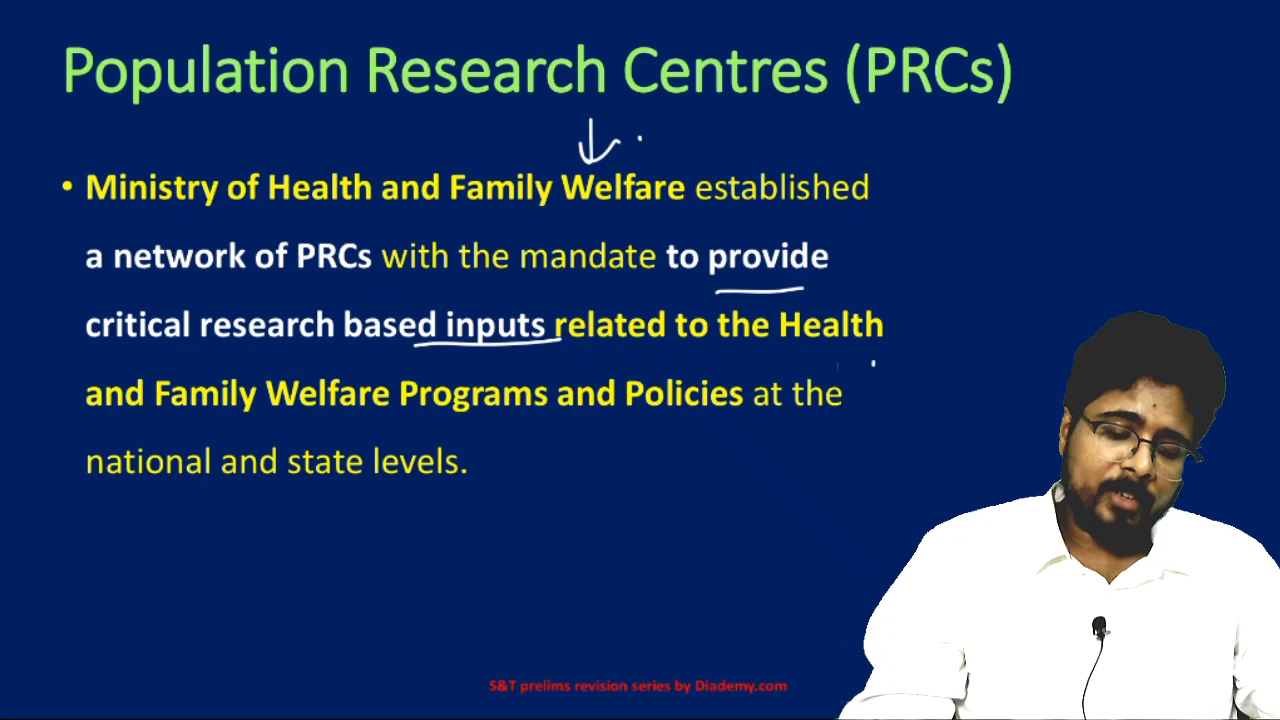 Population Research Centres (PRCs)
• Ministry of Health and Family Welfare established
a network of PRCs with the mandate to provide
critical research based inputs related to the Health
and Family Welfare Programs and Policies at the
national and state levels.
S&T prelims revision series by Diademy.com